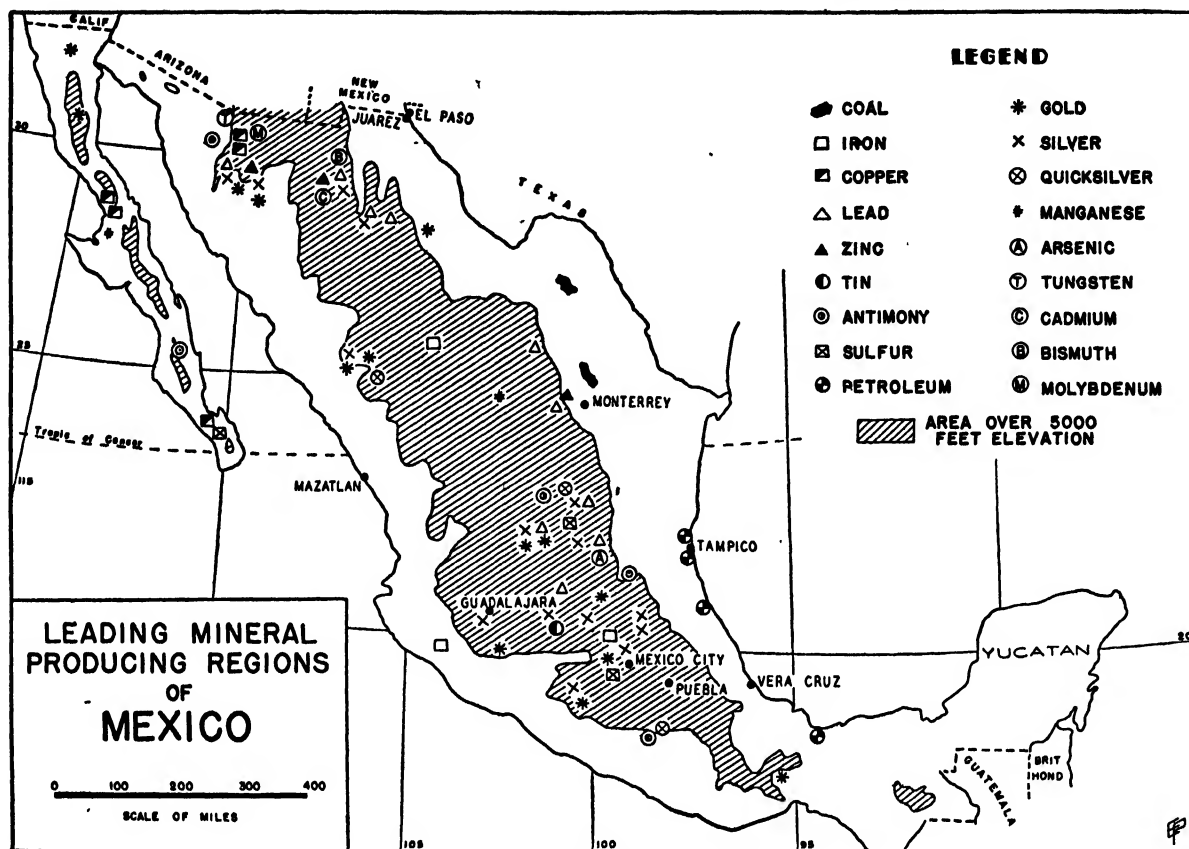 CALIF
ARIZONA
NEW
MEXICO
JUAREZ
EL PASO
TEXAS
30
25
Tropic of Cancer
115
MAZATLAN
MONTERREY
TAMPICO
GUADALAJARA
MEXICO CITY
PUEBLA
VERA CRUZ
YUCATAN
20
GUATEMALA
BRIT
HOND
105
100
95
LEGEND
COAL
IRON
COPPER
LEAD
ZINC
TIN
ANTIMONY
SULFUR
PETROLEUM
GOLD
SILVER
QUICKSILVER
MANGANESE
A ARSENIC
T TUNGSTEN
C CADMIUM
B BISMUTH
M MOLYBDENUM
AREA OVER 5000
FEET ELEVATION
LEADING MINERAL
PRODUCING REGIONS
OF
MEXICO
0 100 200 300 400
SCALE OF MILES